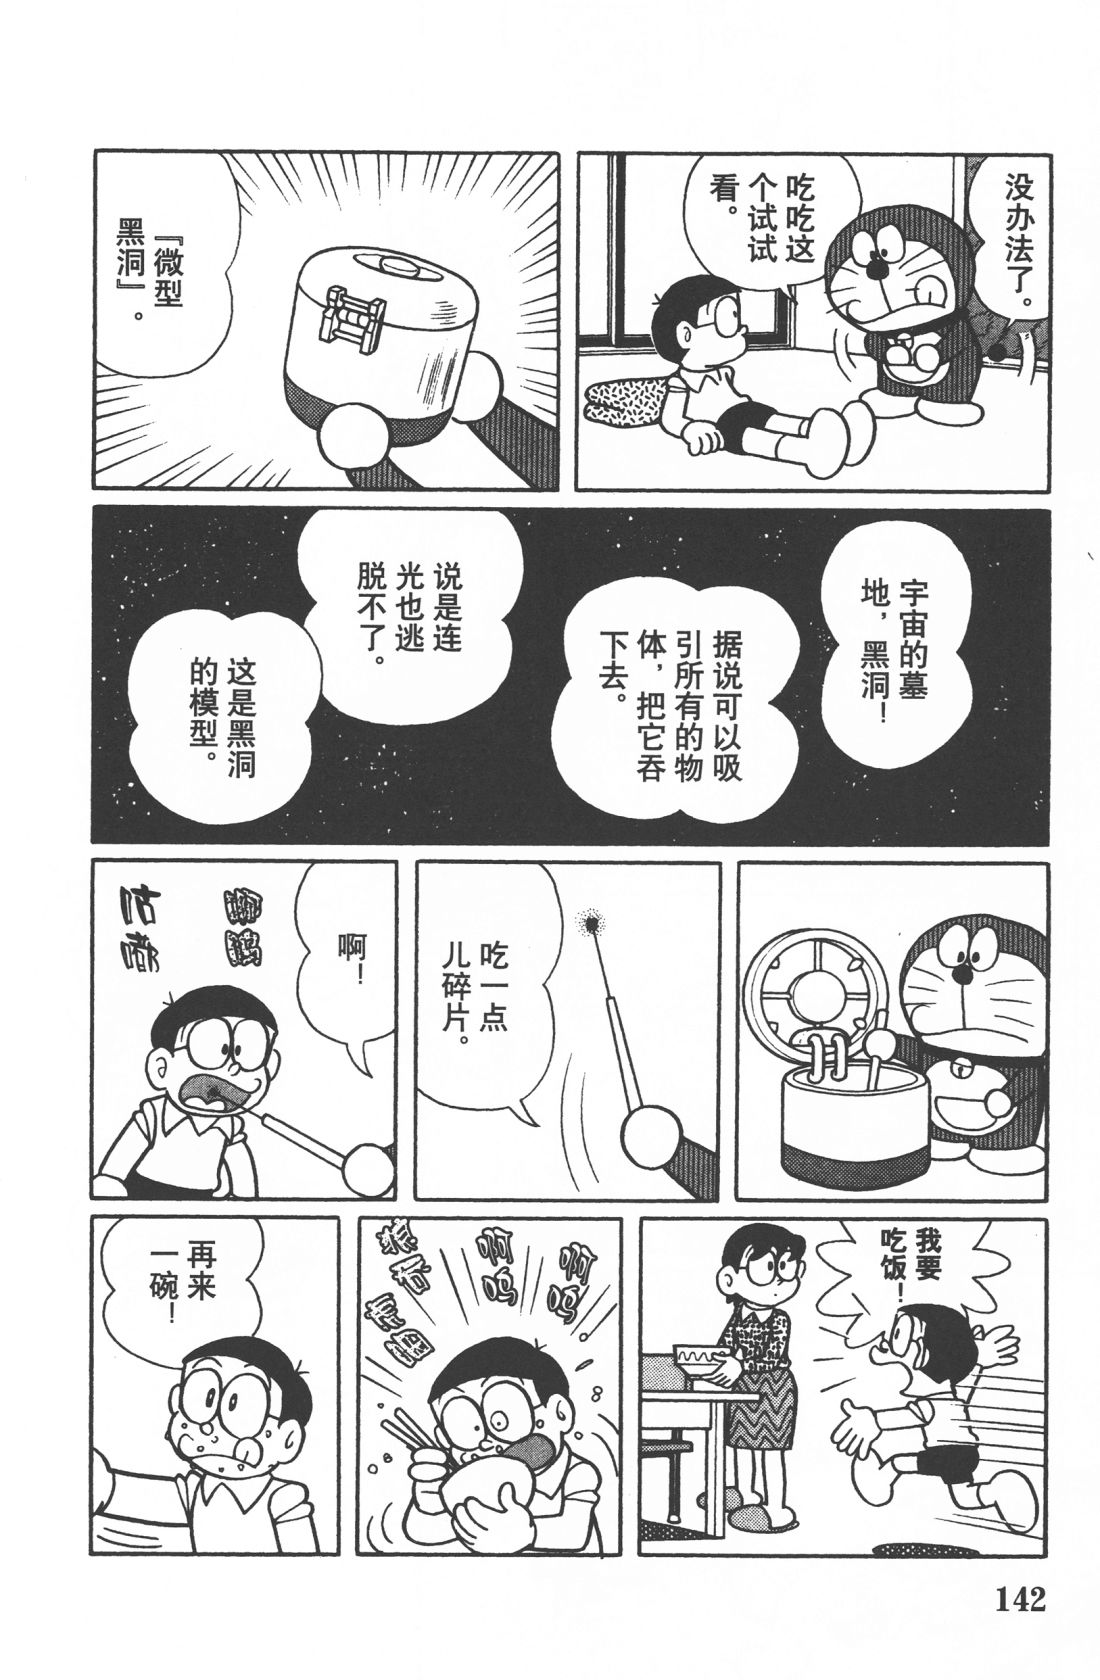 没办法了。
吃吃这
个试试
看。
『微型
黑洞』。
宇宙的墓
地，黑洞！
据说可以吸
引所有的物
体，把它吞
下去。
说是连
光也逃
脱不了。
这是黑洞
的模型。
吃一点
儿碎片。
啊！
咕嘟
我要
吃饭！
啊呜
啊呜
再来
一碗！
142